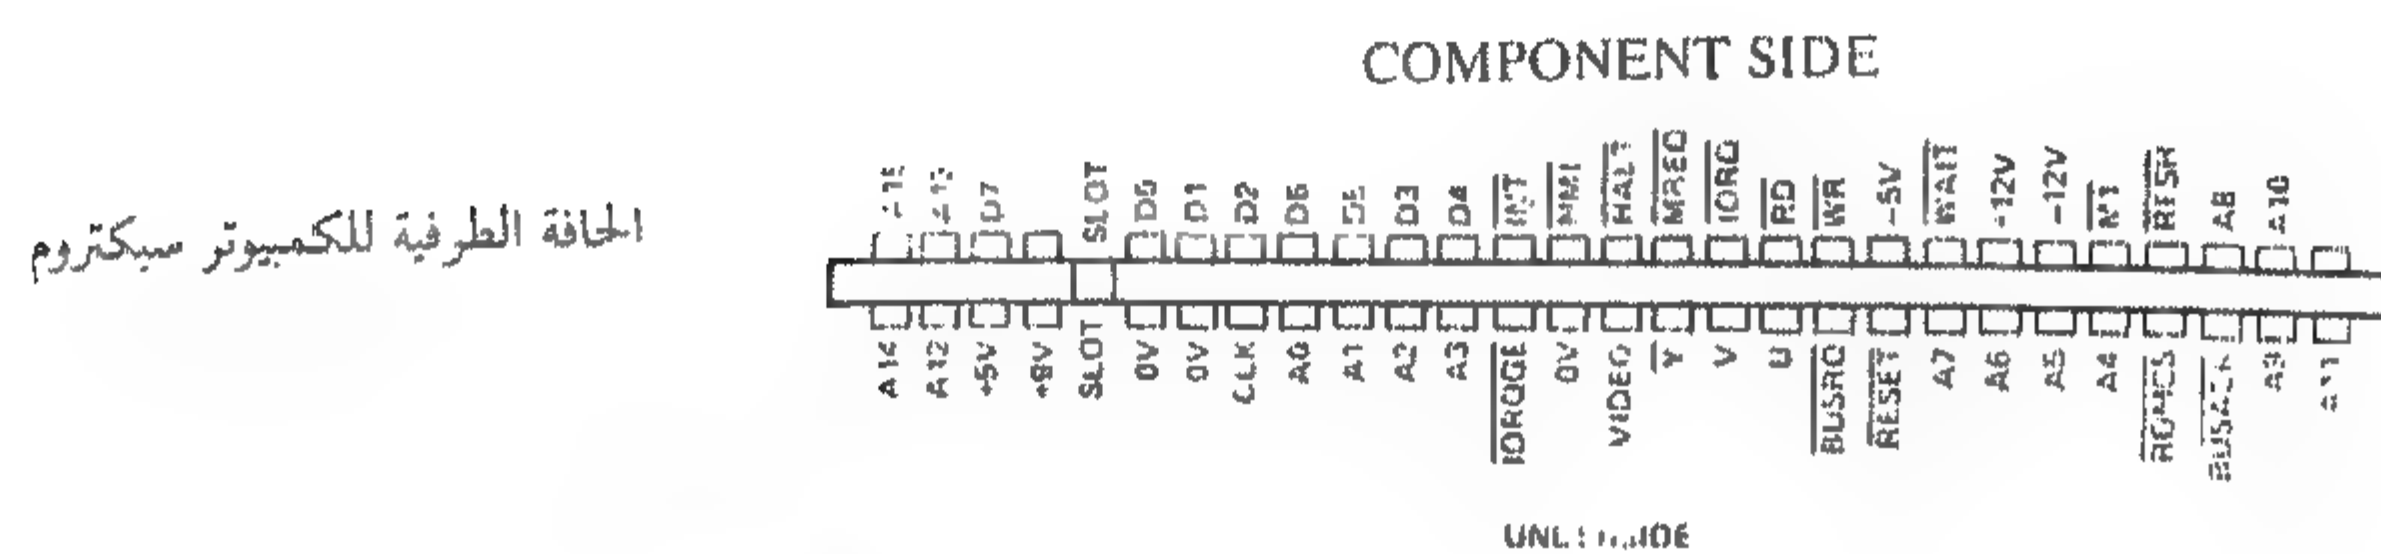 COMPONENT SIDE
الحافة الطرفية للكمبيوتر سيكتروم
D7 SLOT D0 D1 D2 D6 D5 D3 D4 INT NMI HALT MREQ IORQ RD WR -5V WAIT +12V -12V M1 RFSH A8 A10
A14 A12 +5V +9V SLOT 0V 0V CLK A0 A1 A2 A3 IORQGE 0V VIDEO Y V U BUSRQ RESET A7 A6 A5 A4 ROMCS BUSACK A9 A11